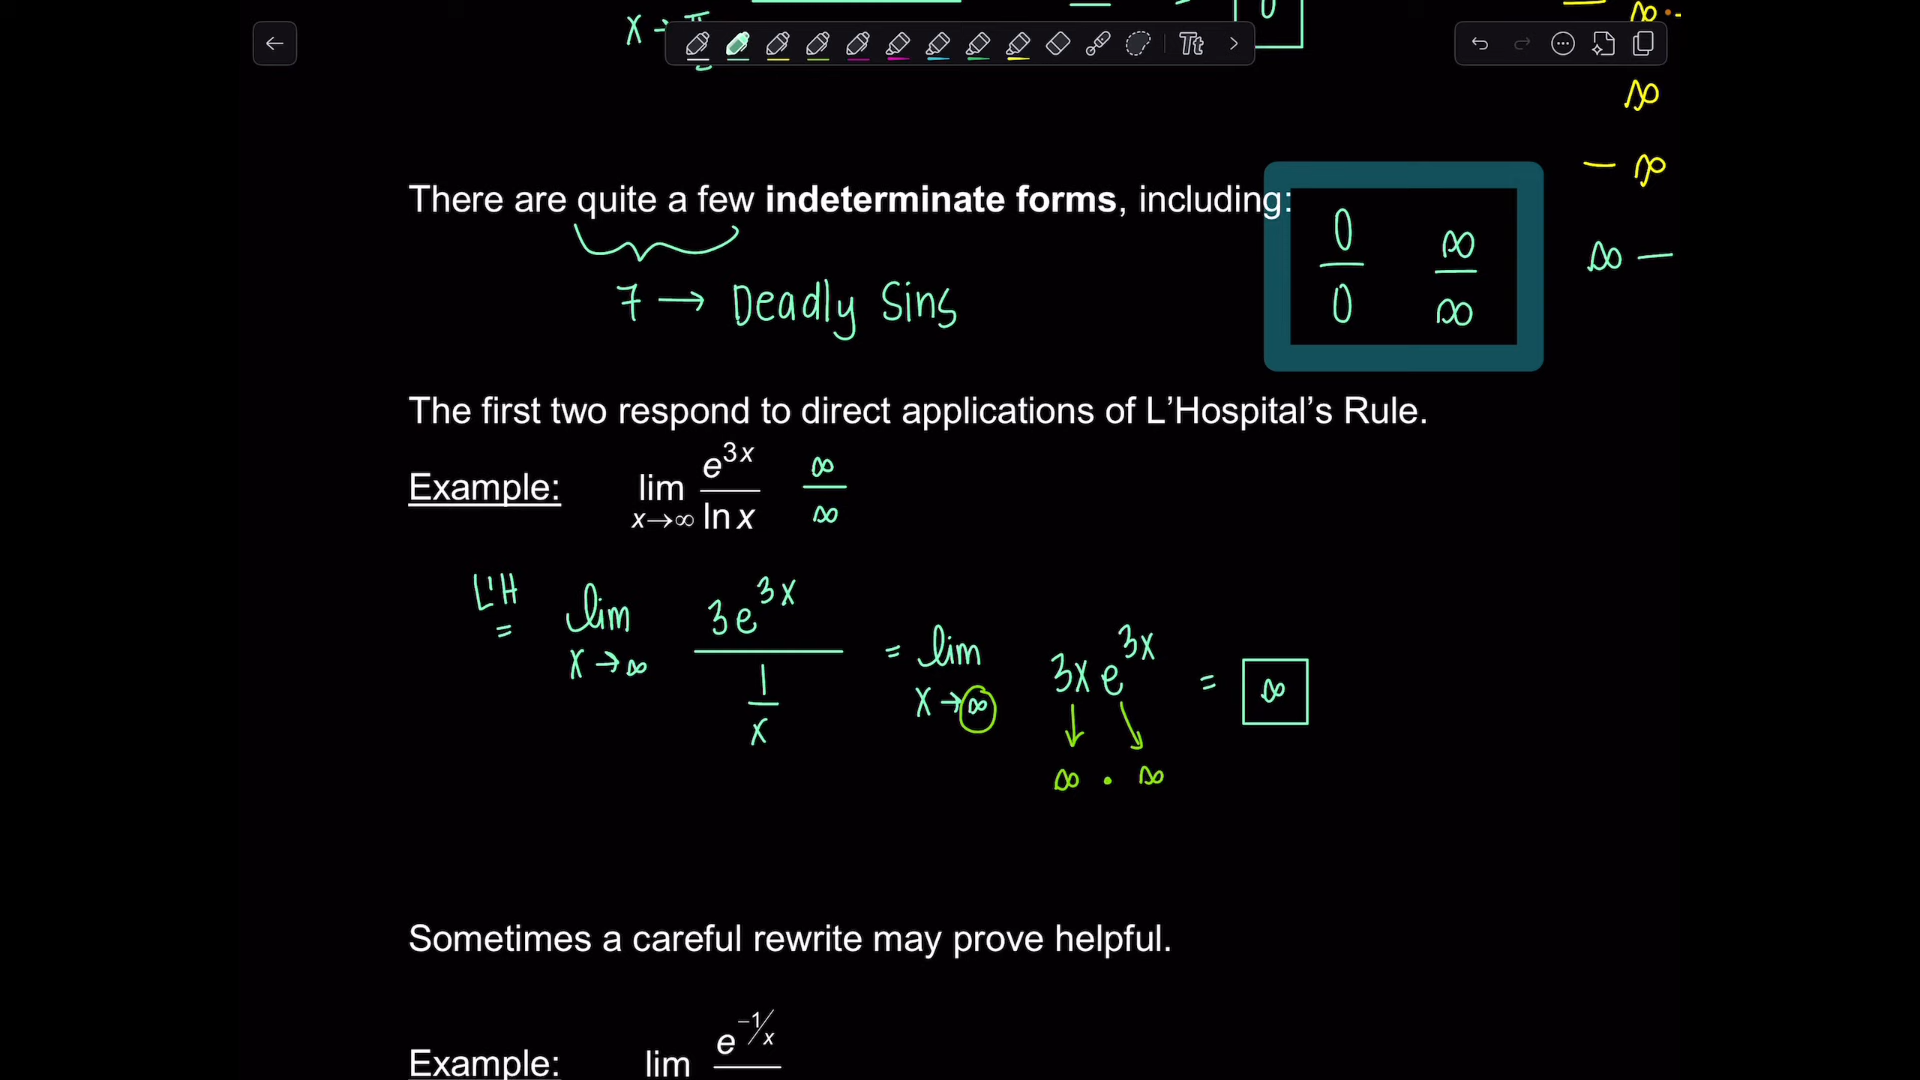 x →
0
∞
∞
- ∞
There are quite a few indeterminate forms, including:
0/0 ∞/∞
∞ —
7 → Deadly Sins
The first two respond to direct applications of L’Hospital’s Rule.
Example: lim x→∞ e^3x / ln x ∞/∞
L'H = lim x→∞ 3e^3x / (1/x) = lim x→∞ 3x e^3x = ∞
∞ · ∞
Sometimes a careful rewrite may prove helpful.
Example: lim e^−1/x
Tt